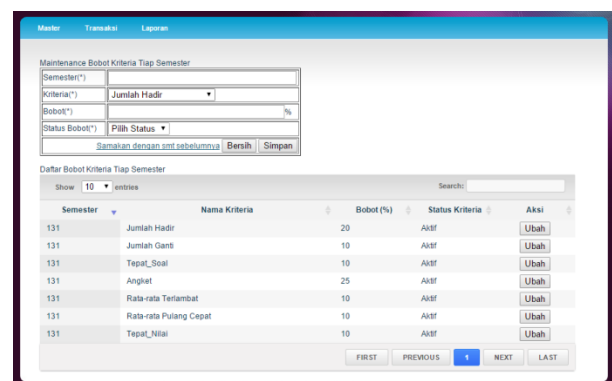 Master Transaksi Laporan
Maintenance Bobot Kriteria Tiap Semester
Semester(*)
Kriteria(*) Jumlah Hadir
Bobot(*) %
Status Bobot(*) Pilih Status
Samakan dengan smt sebelumnya Bersih Simpan
Daftar Bobot Kriteria Tiap Semester
Show 10 entries Search:
Semester Nama Kriteria Bobot (%) Status Kriteria Aksi
131 Jumlah Hadir 20 Aktif Ubah
131 Jumlah Ganti 10 Aktif Ubah
131 Tepat_Soal 10 Aktif Ubah
131 Angket 25 Aktif Ubah
131 Rata-rata Terlambat 10 Aktif Ubah
131 Rata-rata Pulang Cepat 10 Aktif Ubah
131 Tepat_Nilai 10 Aktif Ubah
FIRST PREVIOUS 1 NEXT LAST